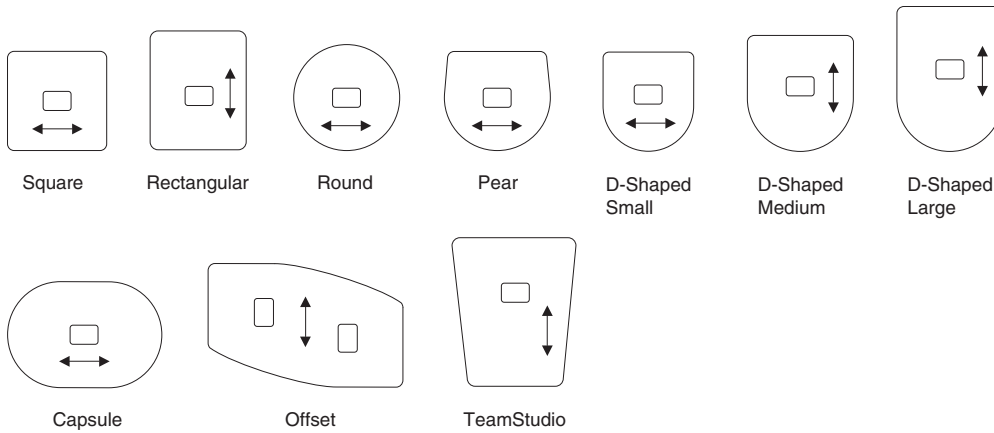 Square
Rectangular
Round
Pear
D-Shaped
Small
D-Shaped
Medium
D-Shaped
Large
Capsule
Offset
TeamStudio